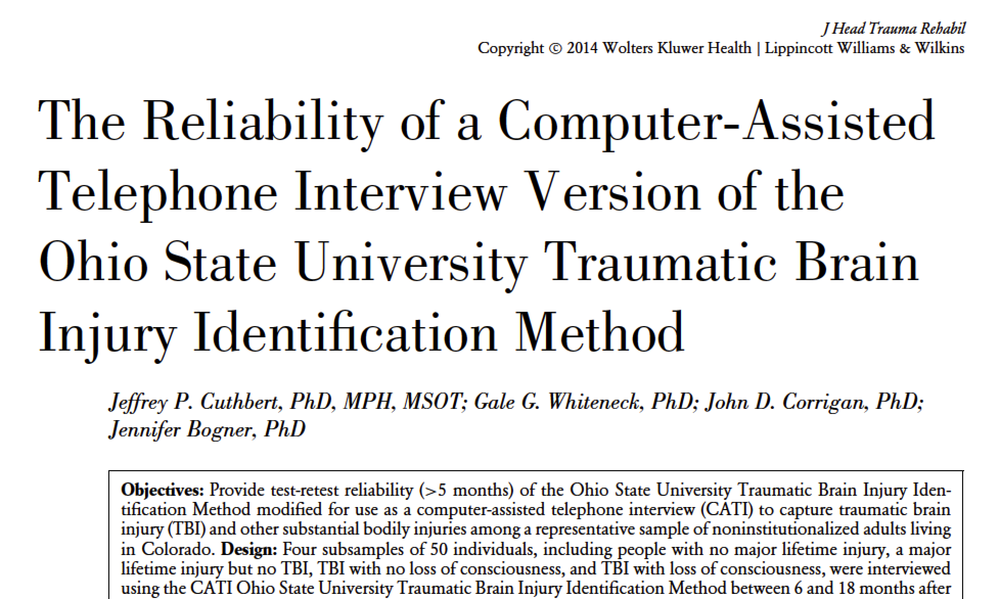 J Head Trauma Rehabil
Copyright © 2014 Wolters Kluwer Health | Lippincott Williams & Wilkins
The Reliability of a Computer-Assisted
Telephone Interview Version of the
Ohio State University Traumatic Brain
Injury Identification Method
Jeffrey P. Cuthbert, PhD, MPH, MSOT; Gale G. Whiteneck, PhD; John D. Corrigan, PhD;
Jennifer Bogner, PhD
Objectives: Provide test-retest reliability (>5 months) of the Ohio State University Traumatic Brain Injury Iden-
tification Method modified for use as a computer-assisted telephone interview (CATI) to capture traumatic brain
injury (TBI) and other substantial bodily injuries among a representative sample of noninstitutionalized adults living
in Colorado. Design: Four subsamples of 50 individuals, including people with no major lifetime injury, a major
lifetime injury but no TBI, TBI with no loss of consciousness, and TBI with loss of consciousness, were interviewed
using the CATI Ohio State University Traumatic Brain Injury Identification Method between 6 and 18 months after